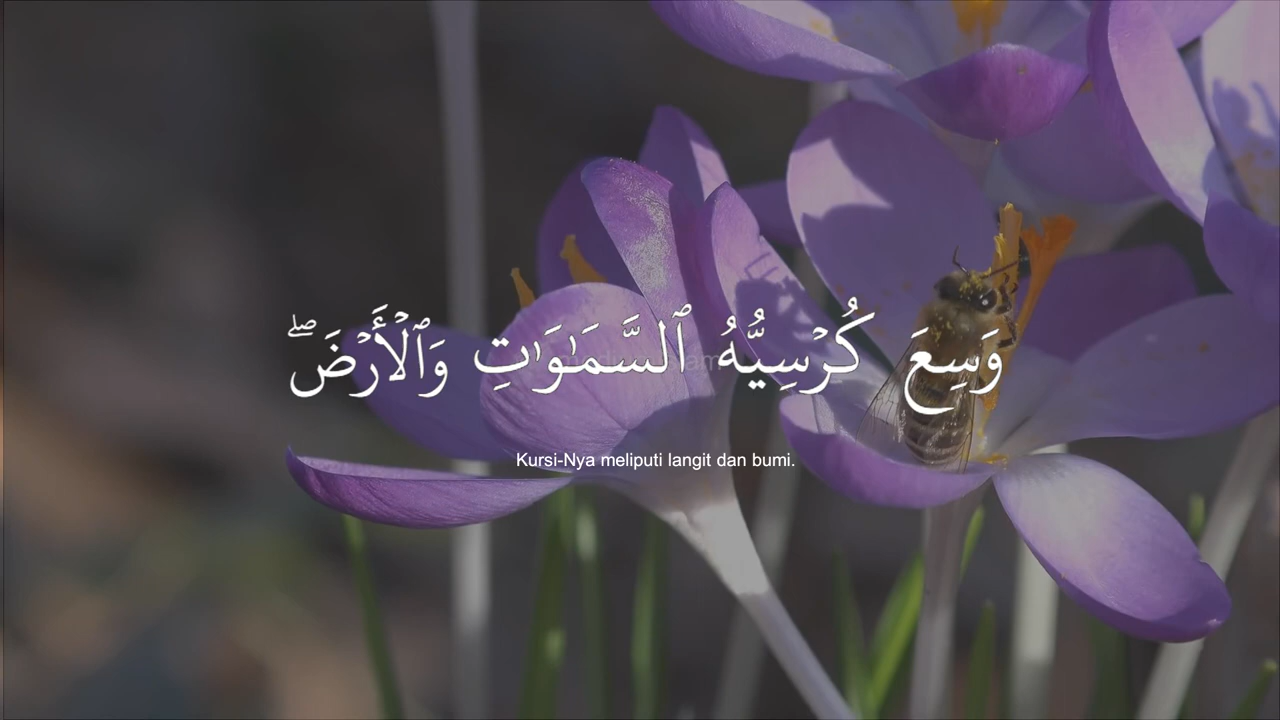 وَسِعَ كُرْسِيُّهُ ٱلسَّمَـٰوَٰتِ وَٱلْأَرْضَ ۖ
Kursi-Nya meliputi langit dan bumi.